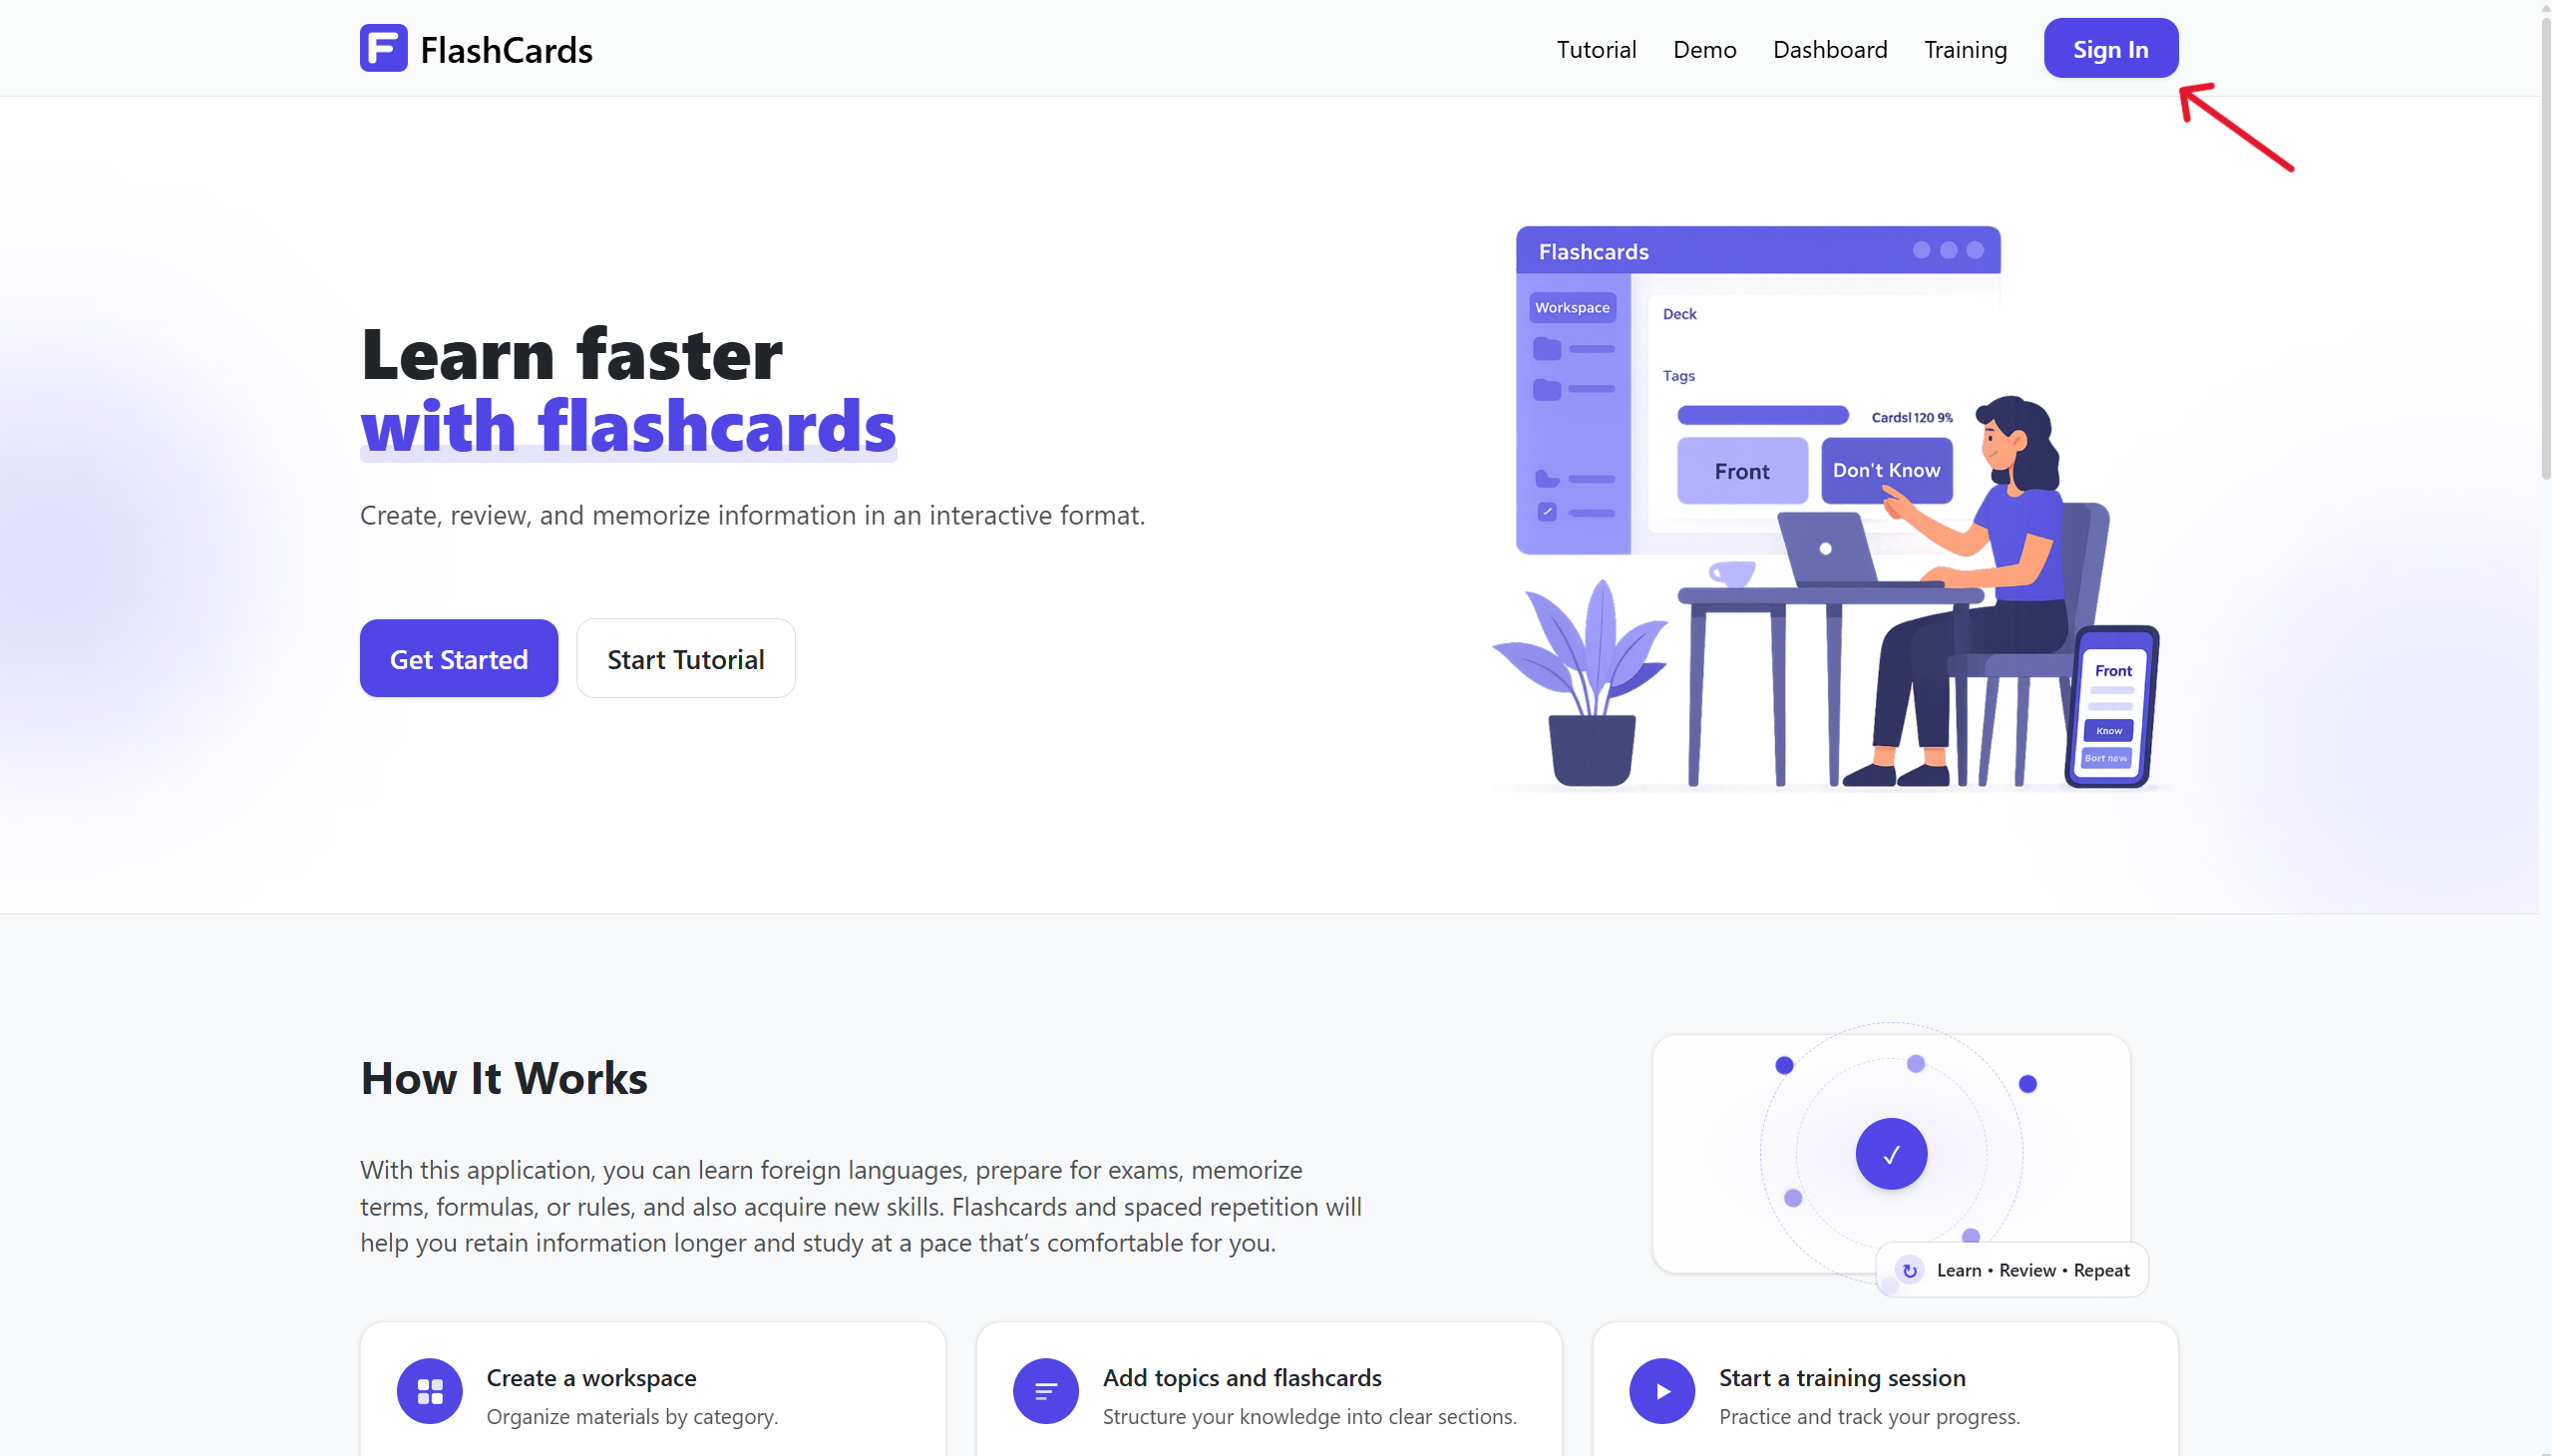 FlashCards
Tutorial
Demo
Dashboard
Training
Sign In
Learn faster
with flashcards
Create, review, and memorize information in an interactive format.
Get Started
Start Tutorial
Flashcards
Workspace
Deck
Tags
Cardsl 120 9%
Front
Don't Know
Front
Know
Bort now
How It Works
With this application, you can learn foreign languages, prepare for exams, memorize
terms, formulas, or rules, and also acquire new skills. Flashcards and spaced repetition will
help you retain information longer and study at a pace that’s comfortable for you.
Learn • Review • Repeat
Create a workspace
Organize materials by category.
Add topics and flashcards
Structure your knowledge into clear sections.
Start a training session
Practice and track your progress.